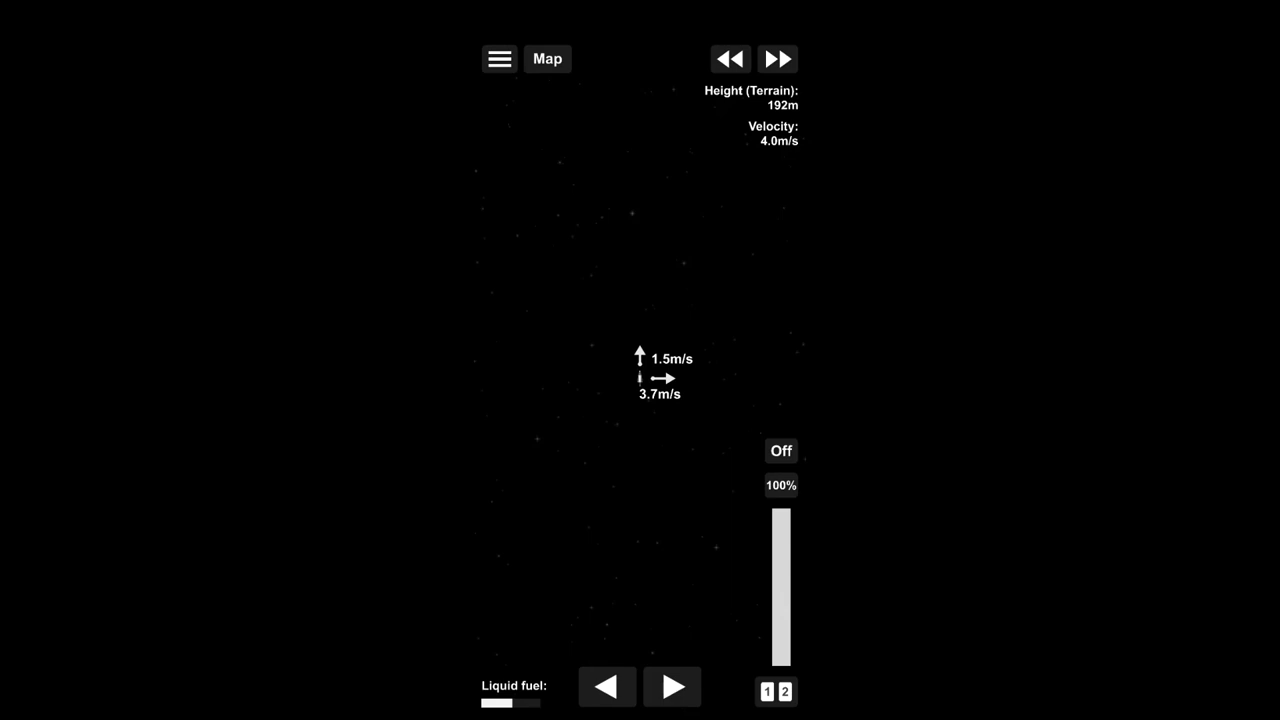 Map
Height (Terrain):
192m
Velocity:
4.0m/s
1.5m/s
3.7m/s
Off
100%
Liquid fuel:
1 2